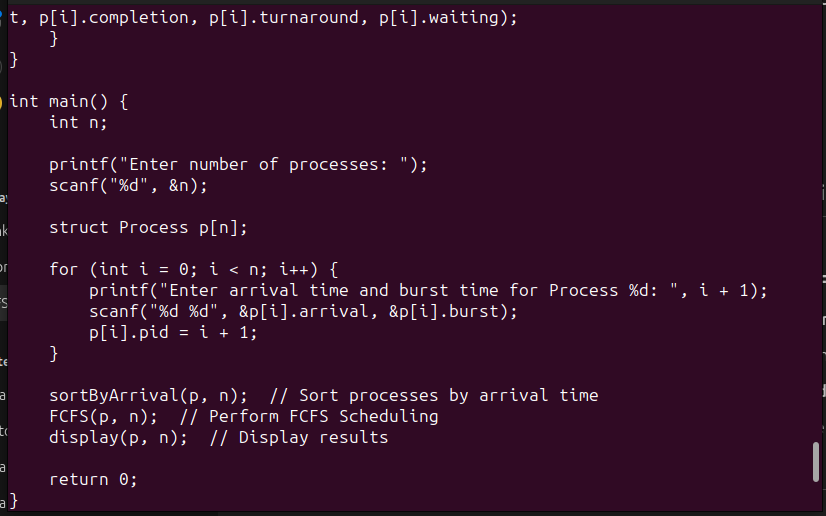 t, p[i].completion, p[i].turnaround, p[i].waiting);
    }
}

int main() {
    int n;

    printf("Enter number of processes: ");
    scanf("%d", &n);

    struct Process p[n];

    for (int i = 0; i < n; i++) {
        printf("Enter arrival time and burst time for Process %d: ", i + 1);
        scanf("%d %d", &p[i].arrival, &p[i].burst);
        p[i].pid = i + 1;
    }

    sortByArrival(p, n);  // Sort processes by arrival time
    FCFS(p, n);  // Perform FCFS Scheduling
    display(p, n);  // Display results

    return 0;
}